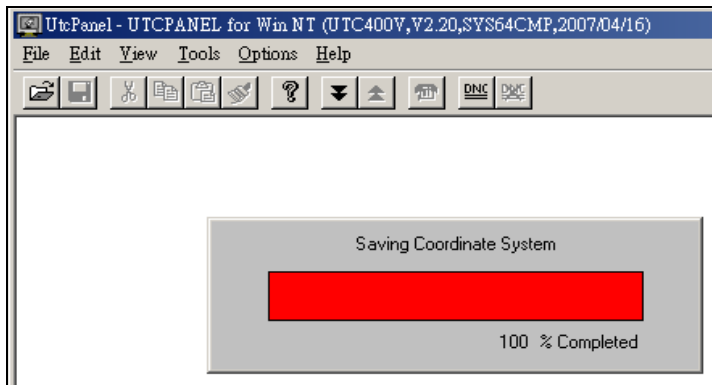 UtcPanel - UTCPANEL for Win NT (UTC400V,V2.20,SYS64CMP,2007/04/16)
File Edit View Tools Options Help
DNC DNC
Saving Coordinate System
100 % Completed